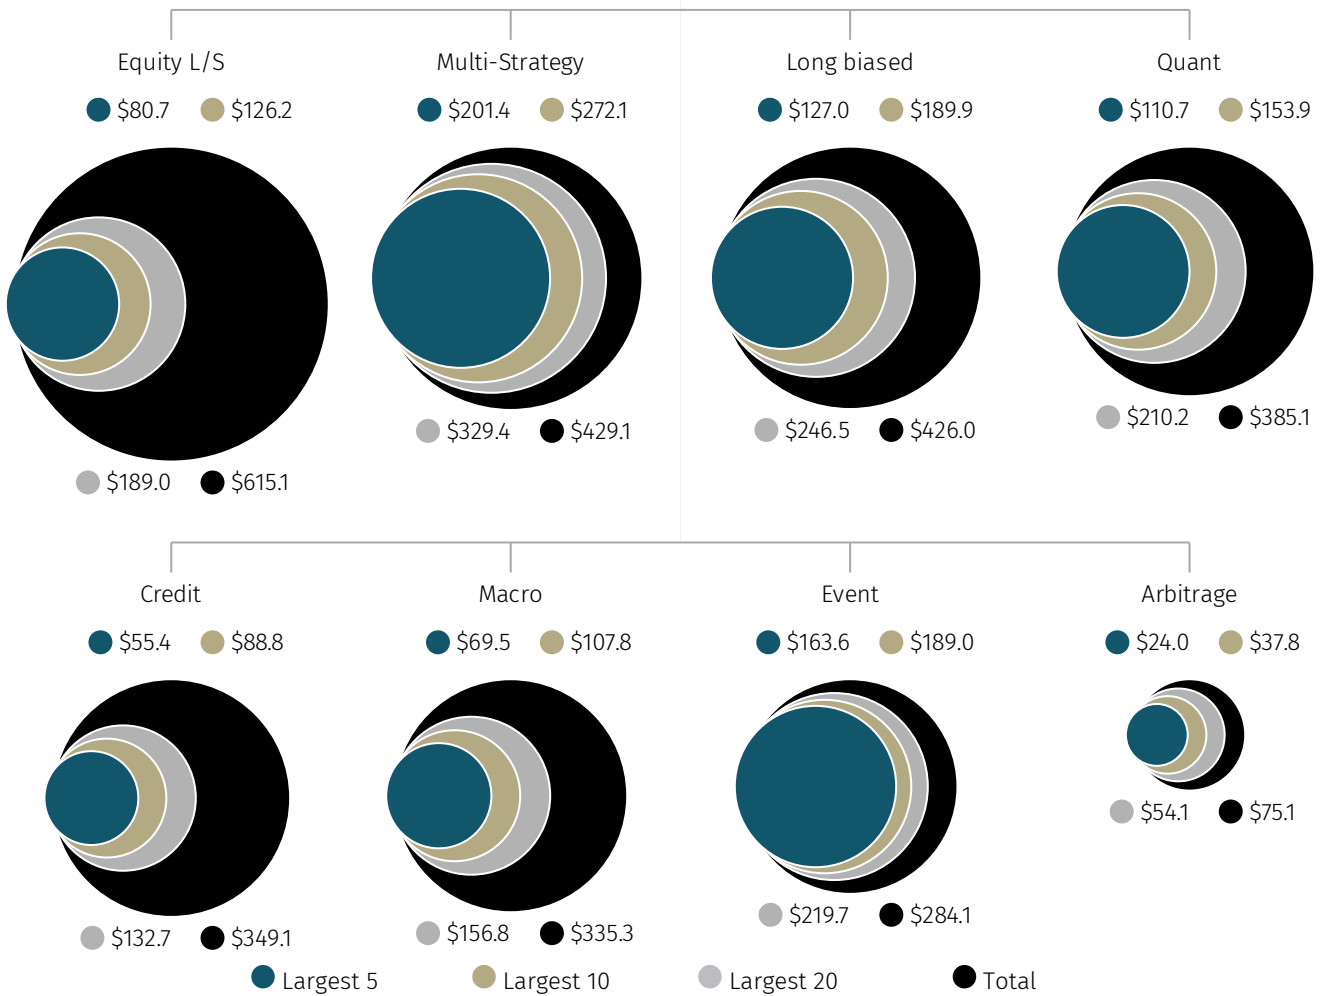 Equity L/S
Multi-Strategy
Long biased
Quant
$80.7 $126.2
$201.4 $272.1
$127.0 $189.9
$110.7 $153.9
$189.0 $615.1
$329.4 $429.1
$246.5 $426.0
$210.2 $385.1
Credit
Macro
Event
Arbitrage
$55.4 $88.8
$69.5 $107.8
$163.6 $189.0
$24.0 $37.8
$132.7 $349.1
$156.8 $335.3
$219.7 $284.1
$54.1 $75.1
Largest 5
Largest 10
Largest 20
Total